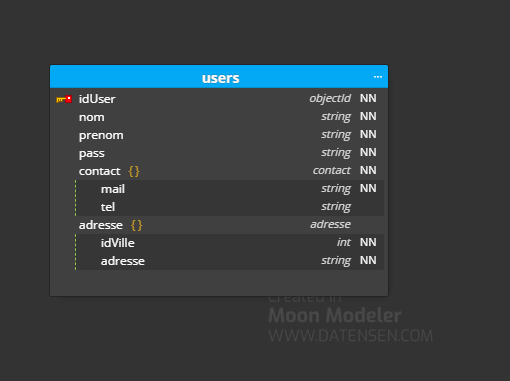 users ...
idUser objectId NN
nom string NN
prenom string NN
pass string NN
contact {} contact NN
mail string NN
tel string
adresse {} adresse
idVille int NN
adresse string NN
Created in
Moon Modeler
WWW.DATENSEN.COM